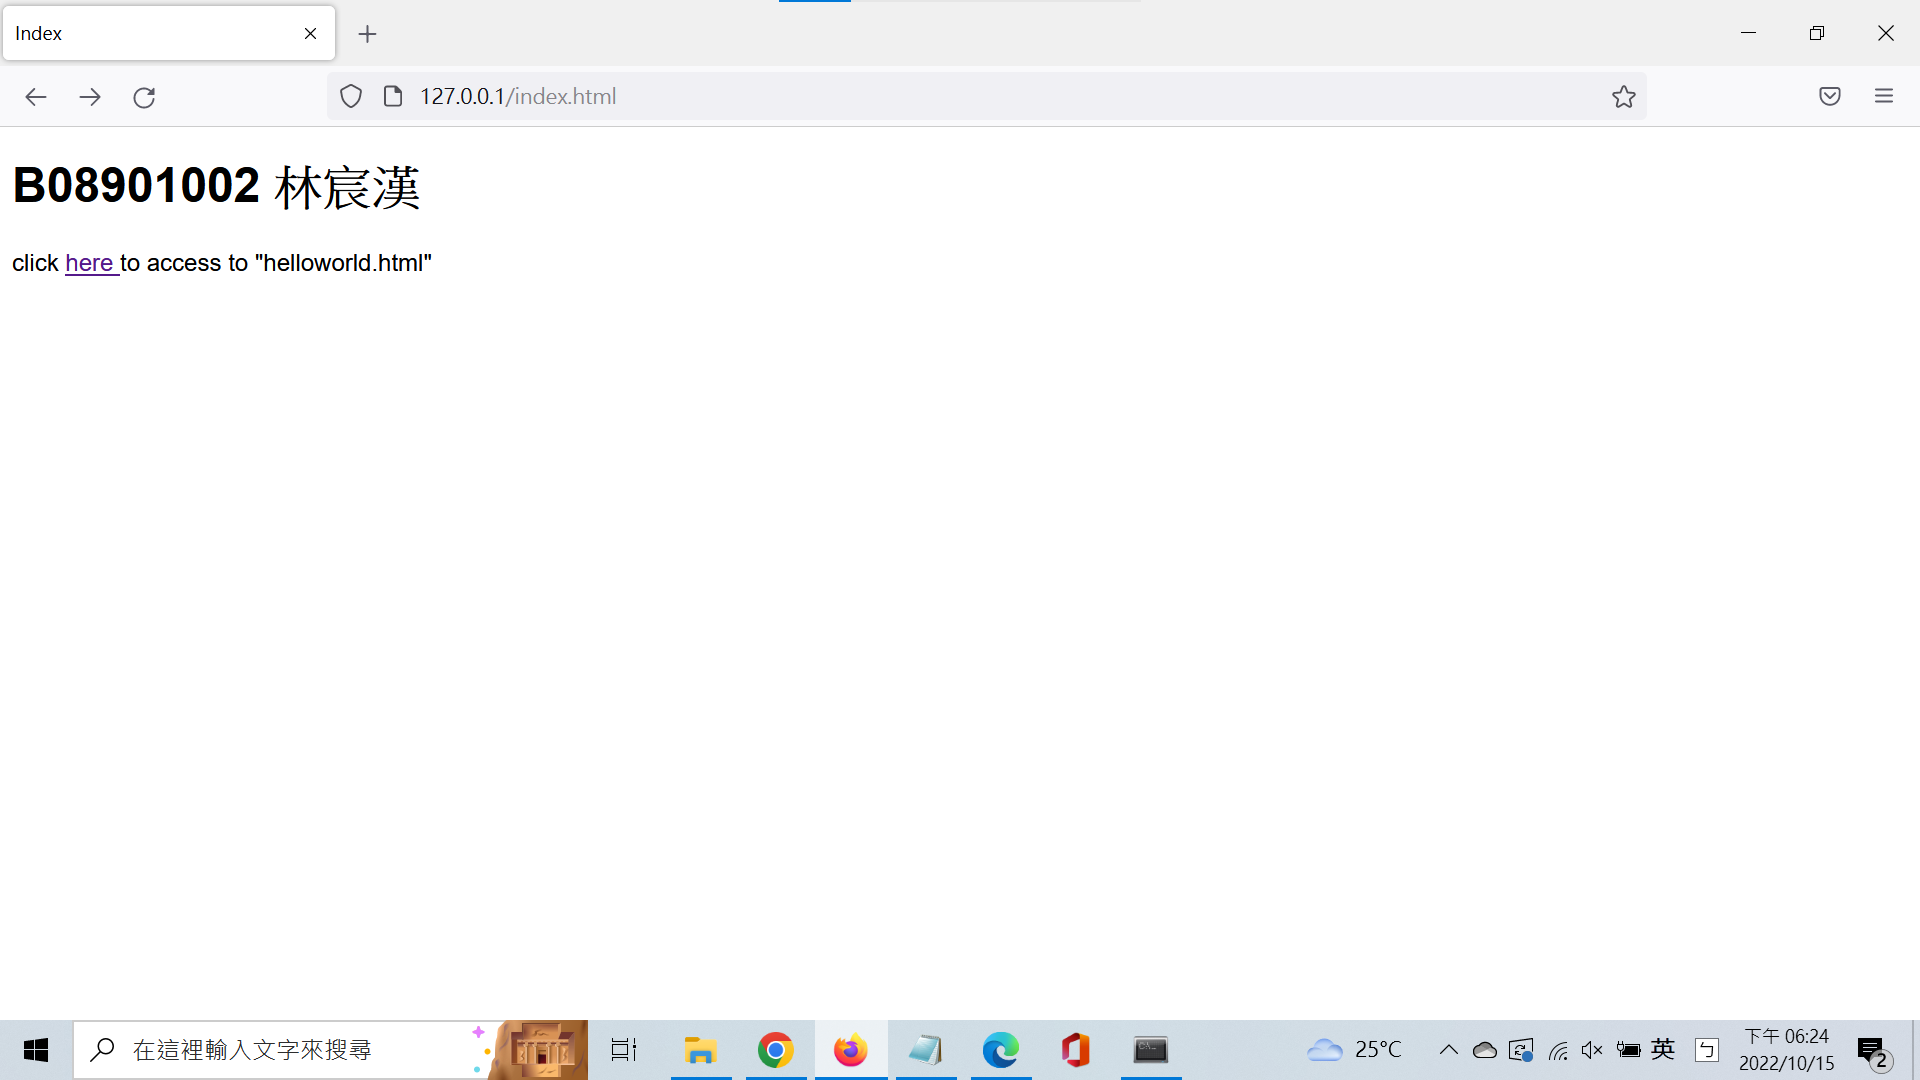 Index
127.0.0.1/index.html
B08901002 林宸漢
click here to access to "helloworld.html"
在這裡輸入文字來搜尋
25°C
英
ㄅ
下午 06:24
2022/10/15
2